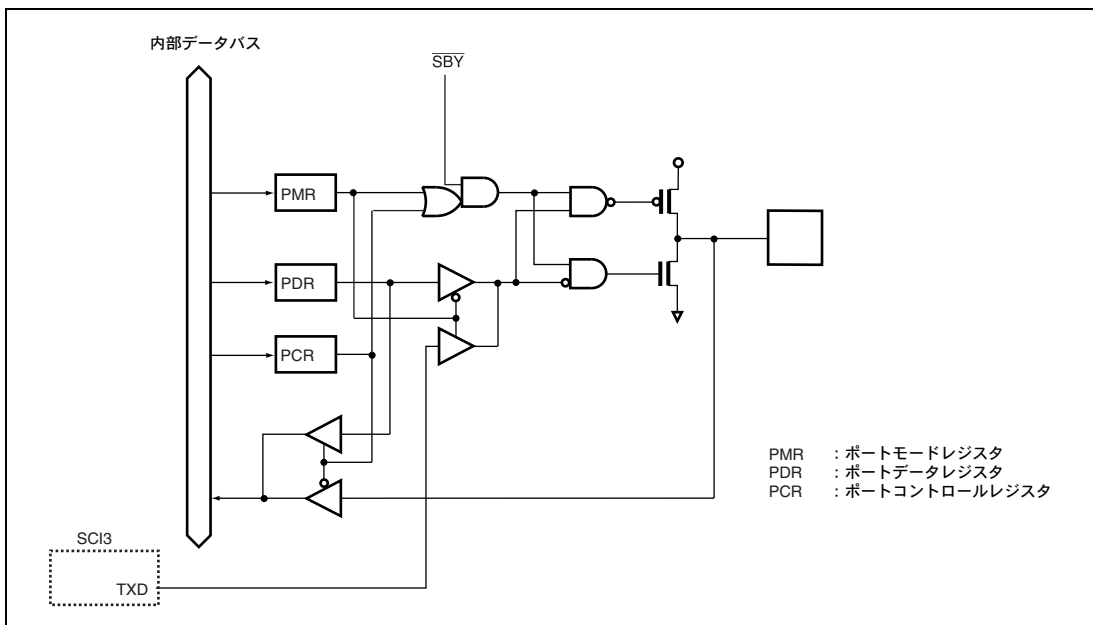 内部データバス
SBY
PMR
PDR
PCR
PMR ：ポートモードレジスタ
PDR ：ポートデータレジスタ
PCR ：ポートコントロールレジスタ
SCI3
TXD